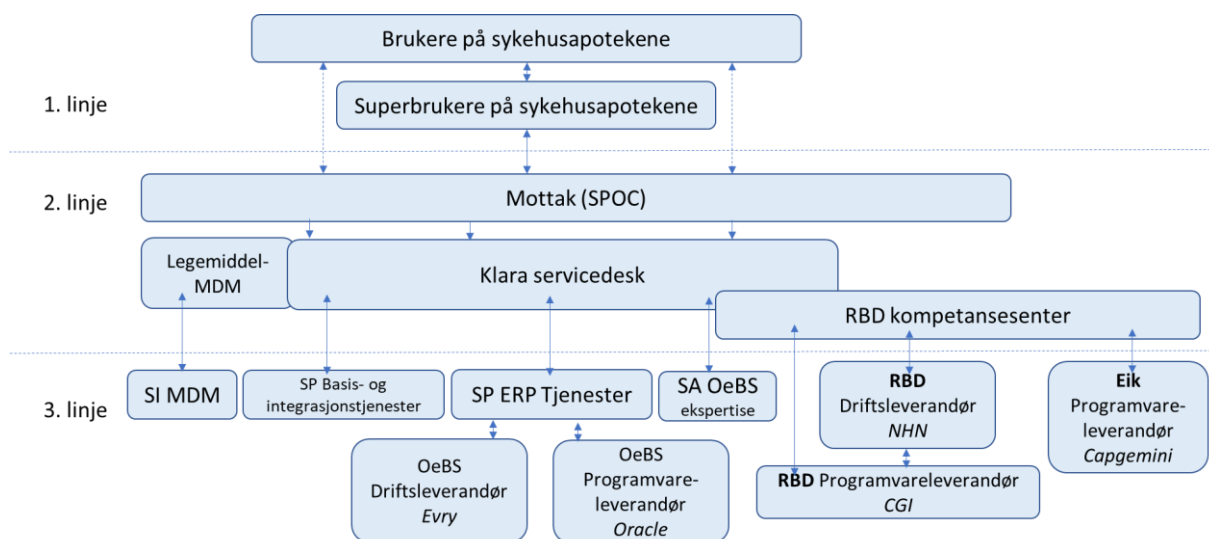 Brukere på sykehusapotekene
1. linje
Superbrukere på sykehusapotekene
2. linje
Mottak (SPOC)
Legemiddel-
MDM
Klara servicedesk
RBD kompetansesenter
3. linje
SI MDM
SP Basis- og
integrasjonstjenester
SP ERP Tjenester
SA OeBS
ekspertise
RBD
Driftsleverandør
NHN
Eik
Programvare-
leverandør
Capgemini
OeBS
Driftsleverandør
Evry
OeBS
Programvare-
leverandør
Oracle
RBD Programvareleverandør
CGI